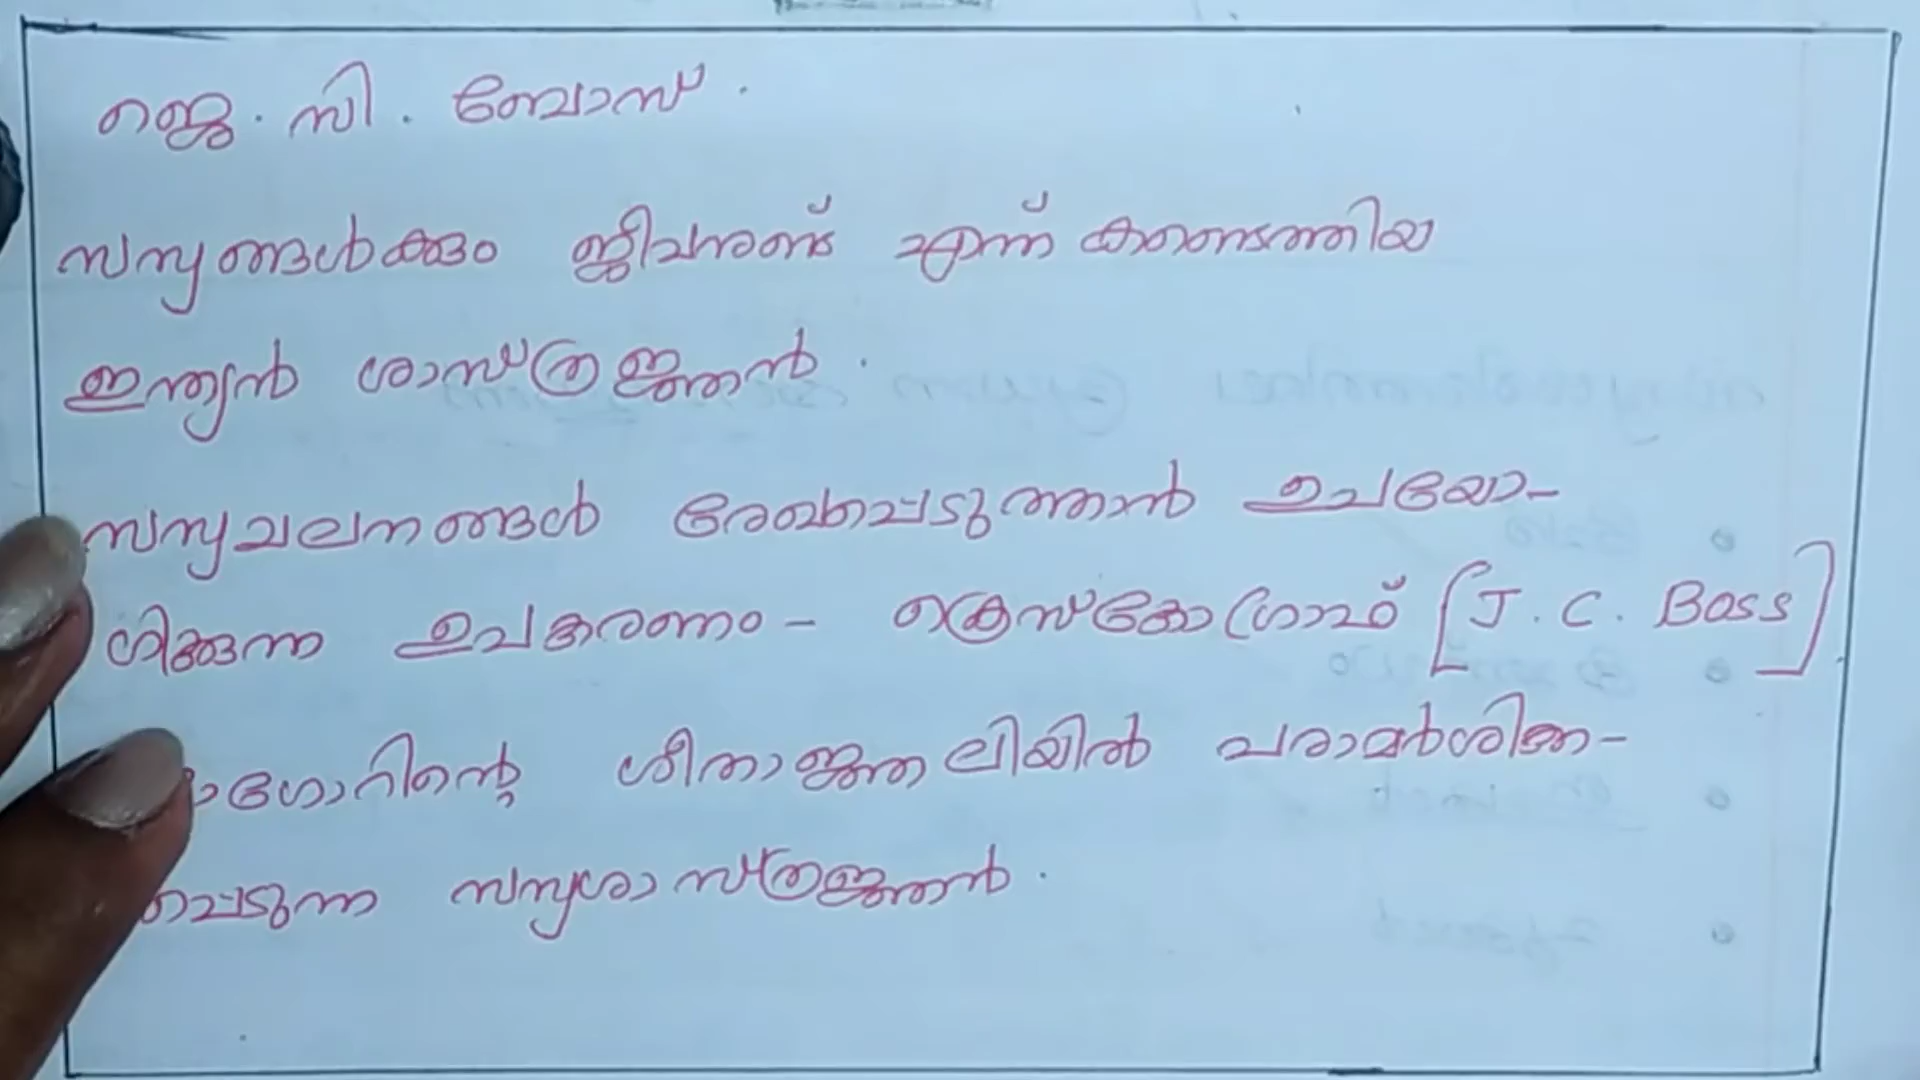 ജെ. സി. ബോസ്.
സസ്യങ്ങൾക്കും ജീവനുണ്ട് എന്ന് കണ്ടെത്തിയ
ഇന്ത്യൻ ശാസ്ത്രജ്ഞൻ.
സസ്യചലനങ്ങൾ രേഖപ്പെടുത്താൻ ഉപയോ-
ഗിക്കുന്ന ഉപകരണം - ക്രെസ്കോഗ്രാഫ് [J. C. Boss]
ാഗോറിന്റെ ഗീതാഞ്ജലിയിൽ പരാമർശിക്ക-
പ്പെടുന്ന സസ്യശാസ്ത്രജ്ഞൻ.